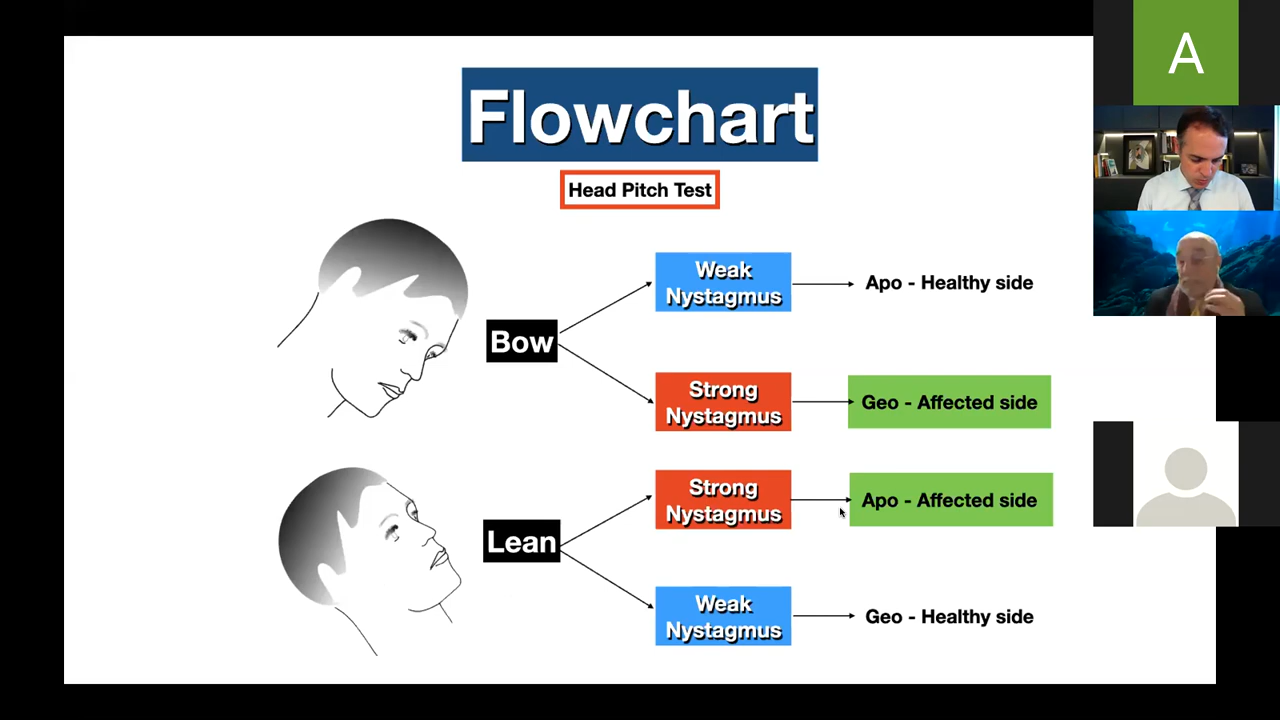 Flowchart
Head Pitch Test
Bow
Weak
Nystagmus
Apo - Healthy side
Strong
Nystagmus
Geo - Affected side
Lean
Strong
Nystagmus
Apo - Affected side
Weak
Nystagmus
Geo - Healthy side
A